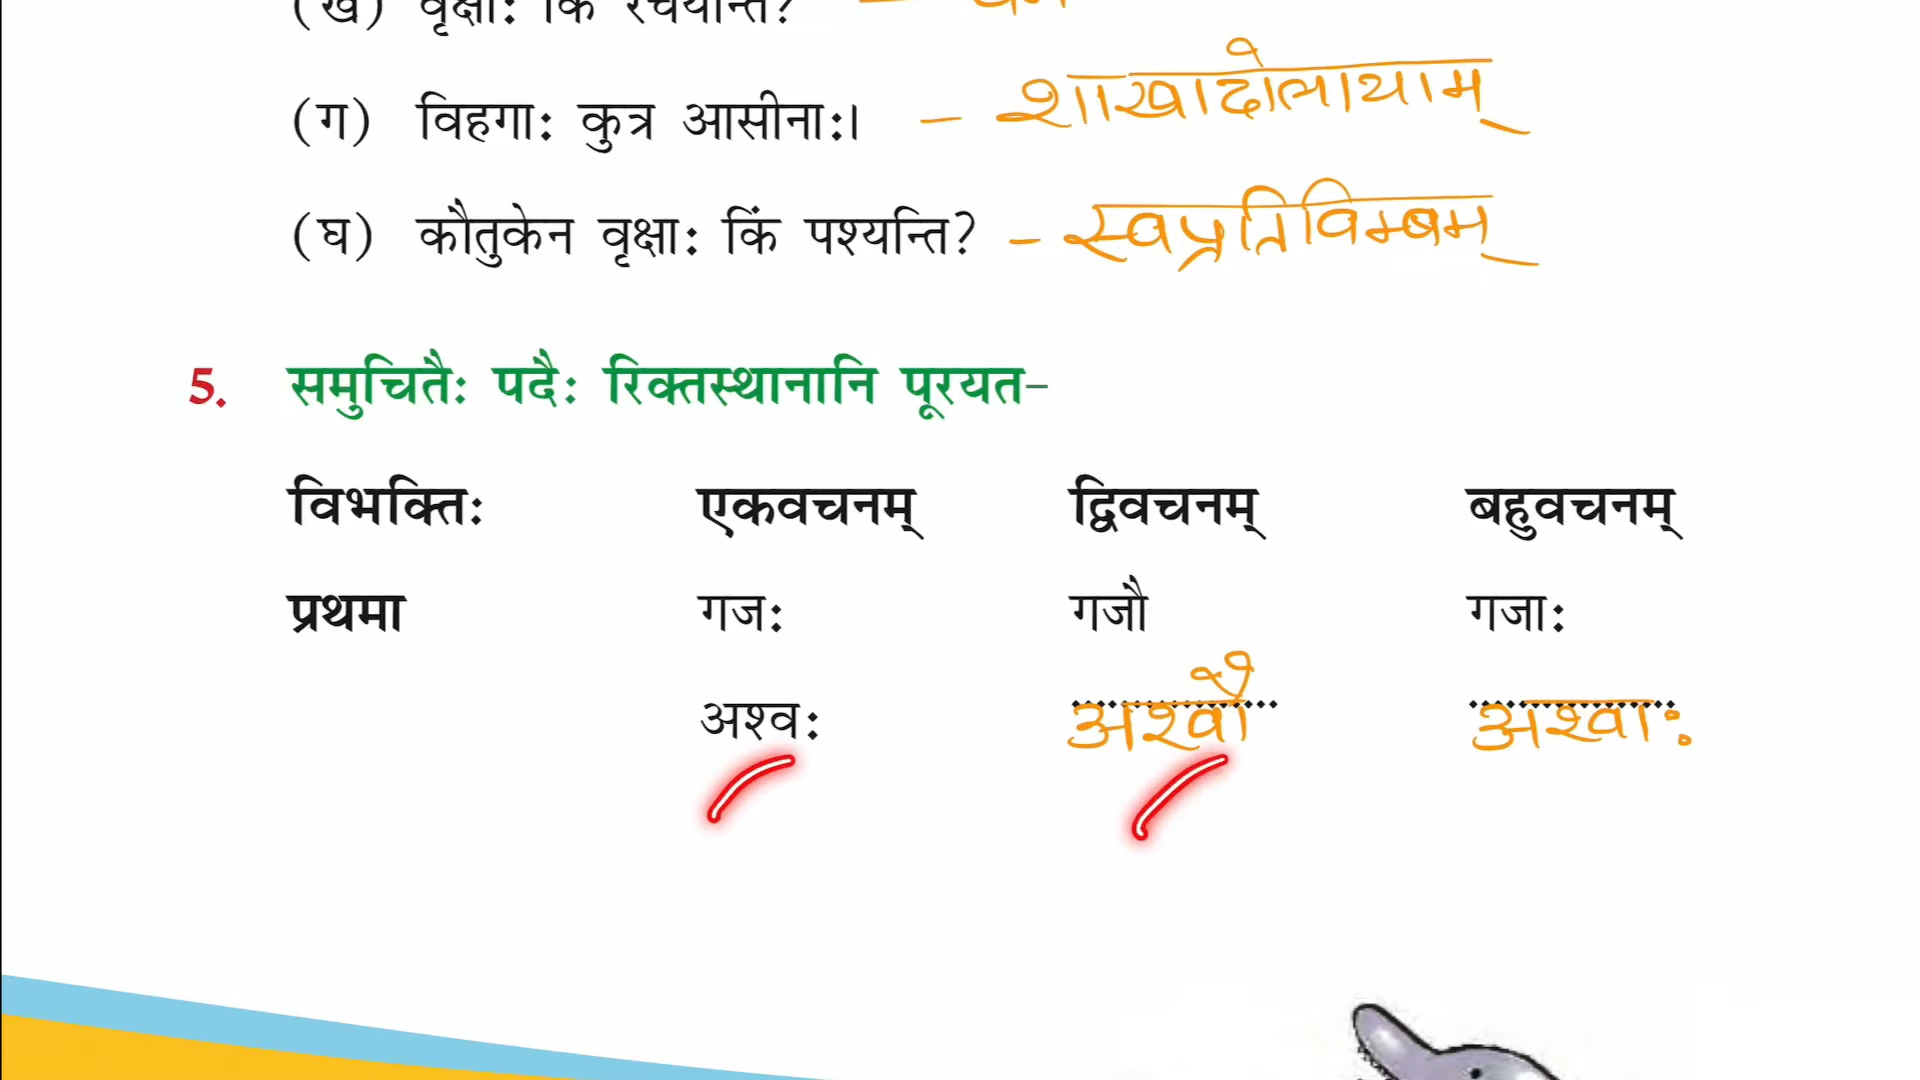 (ख) वृक्षाः किं रचयन्ति? –
(ग) विहगाः कुत्र आसीनाः। – शाखादोलायाम्
(घ) कौतुकेन वृक्षाः किं पश्यन्ति? – स्वप्रतिविम्बम्
5. समुचितैः पदैः रिक्तस्थानानि पूरयत–
विभक्तिः एकवचनम् द्विवचनम् बहुवचनम्
प्रथमा गजः गजौ गजाः
अश्वः अश्वौ अश्वाः